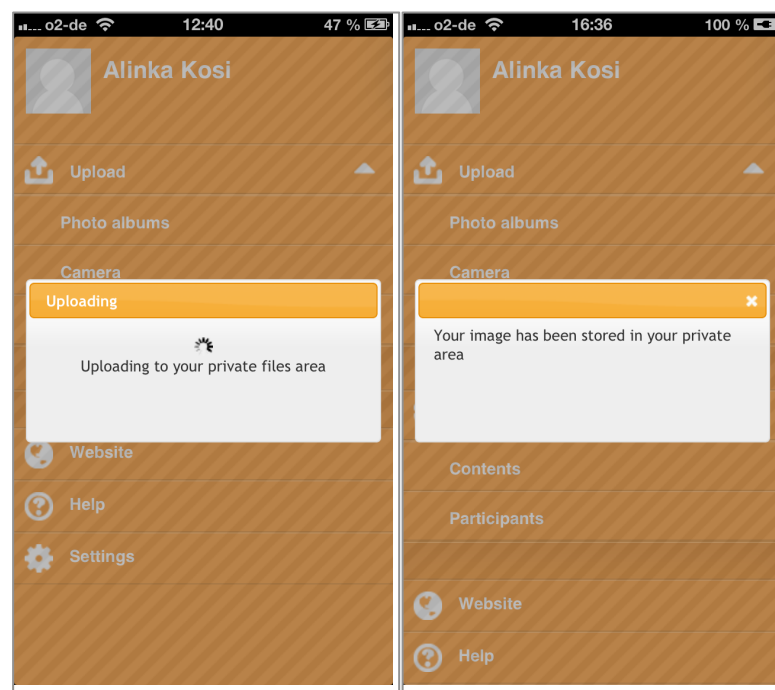 o2-de 12:40 47 %
Alinka Kosi
Upload
Photo albums
Camera
Uploading
Uploading to your private files area
Website
Help
Settings
o2-de 16:36 100 %
Alinka Kosi
Upload
Photo albums
Camera
Your image has been stored in your private
area
Contents
Participants
Website
Help